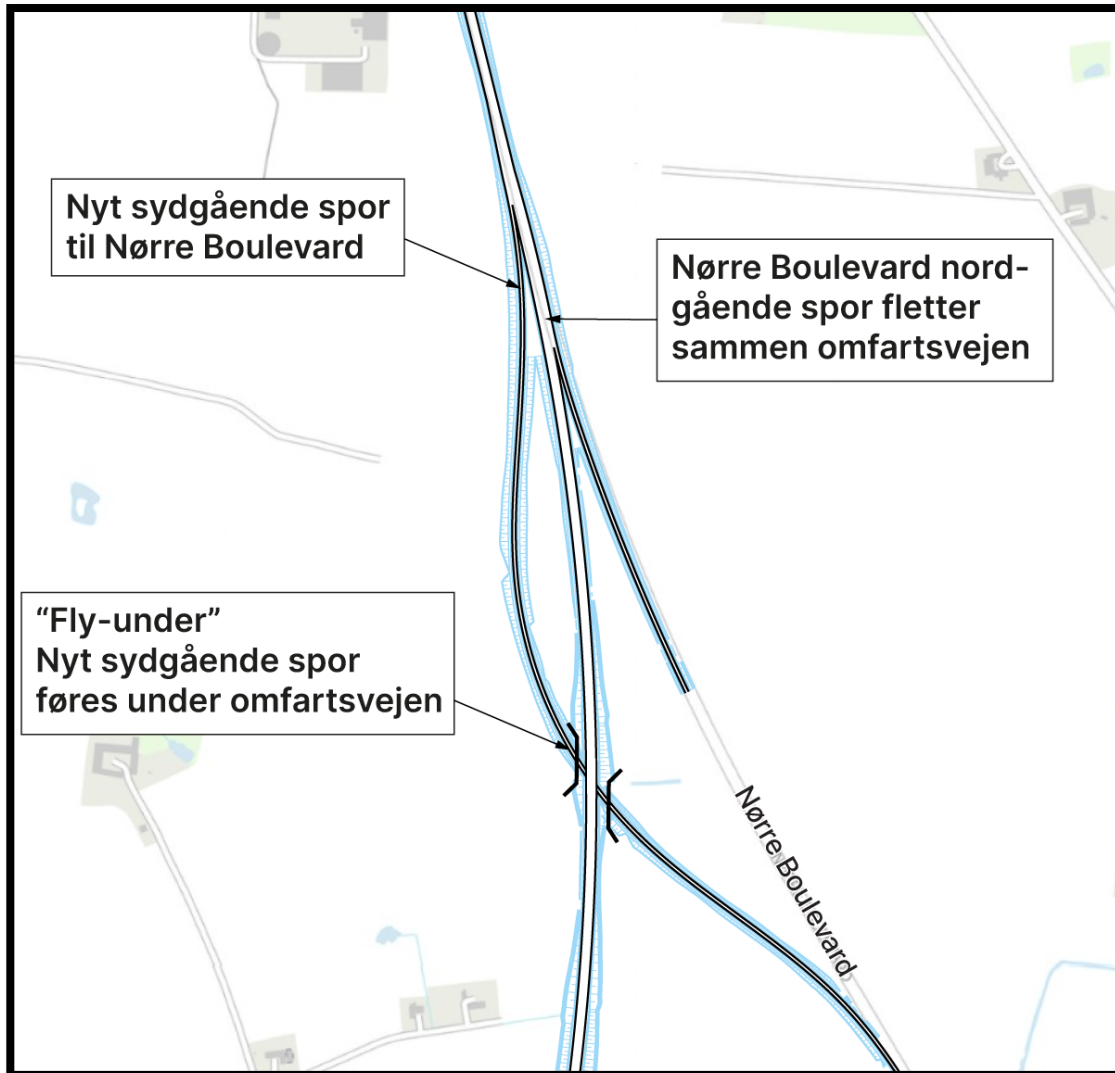 Nyt sydgående spor
til Nørre Boulevard
Nørre Boulevard nord-
gående spor fletter
sammen omfartsvejen
“Fly-under”
Nyt sydgående spor
føres under omfartsvejen
Nørre Boulevard